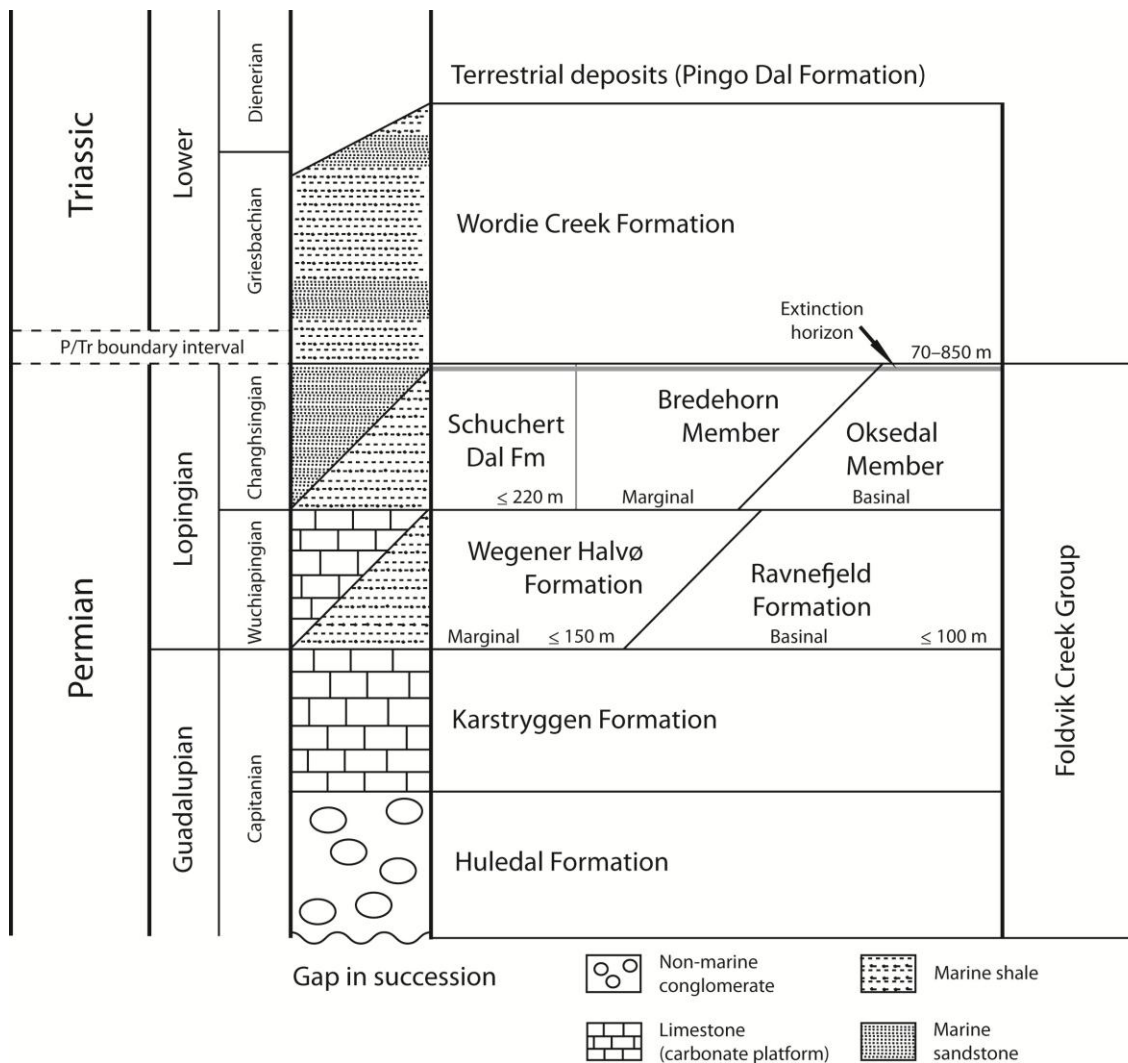 Terrestrial deposits (Pingo Dal Formation)
Triassic
Lower
Dienerian
Griesbachian
Wordie Creek Formation
Extinction
horizon
70–850 m
P/Tr boundary interval
Permian
Lopingian
Changhsingian
Schuchert
Dal Fm
≤ 220 m
Bredehorn
Member
Marginal
Oksedal
Member
Basinal
Wuchiapingian
Wegener Halvø
Formation
Marginal
≤ 150 m
Ravnefjeld
Formation
Basinal
≤ 100 m
Guadalupian
Capitanian
Karstryggen Formation
Huledal Formation
Foldvik Creek Group
Gap in succession
Non-marine
conglomerate
Marine shale
Limestone
(carbonate platform)
Marine
sandstone